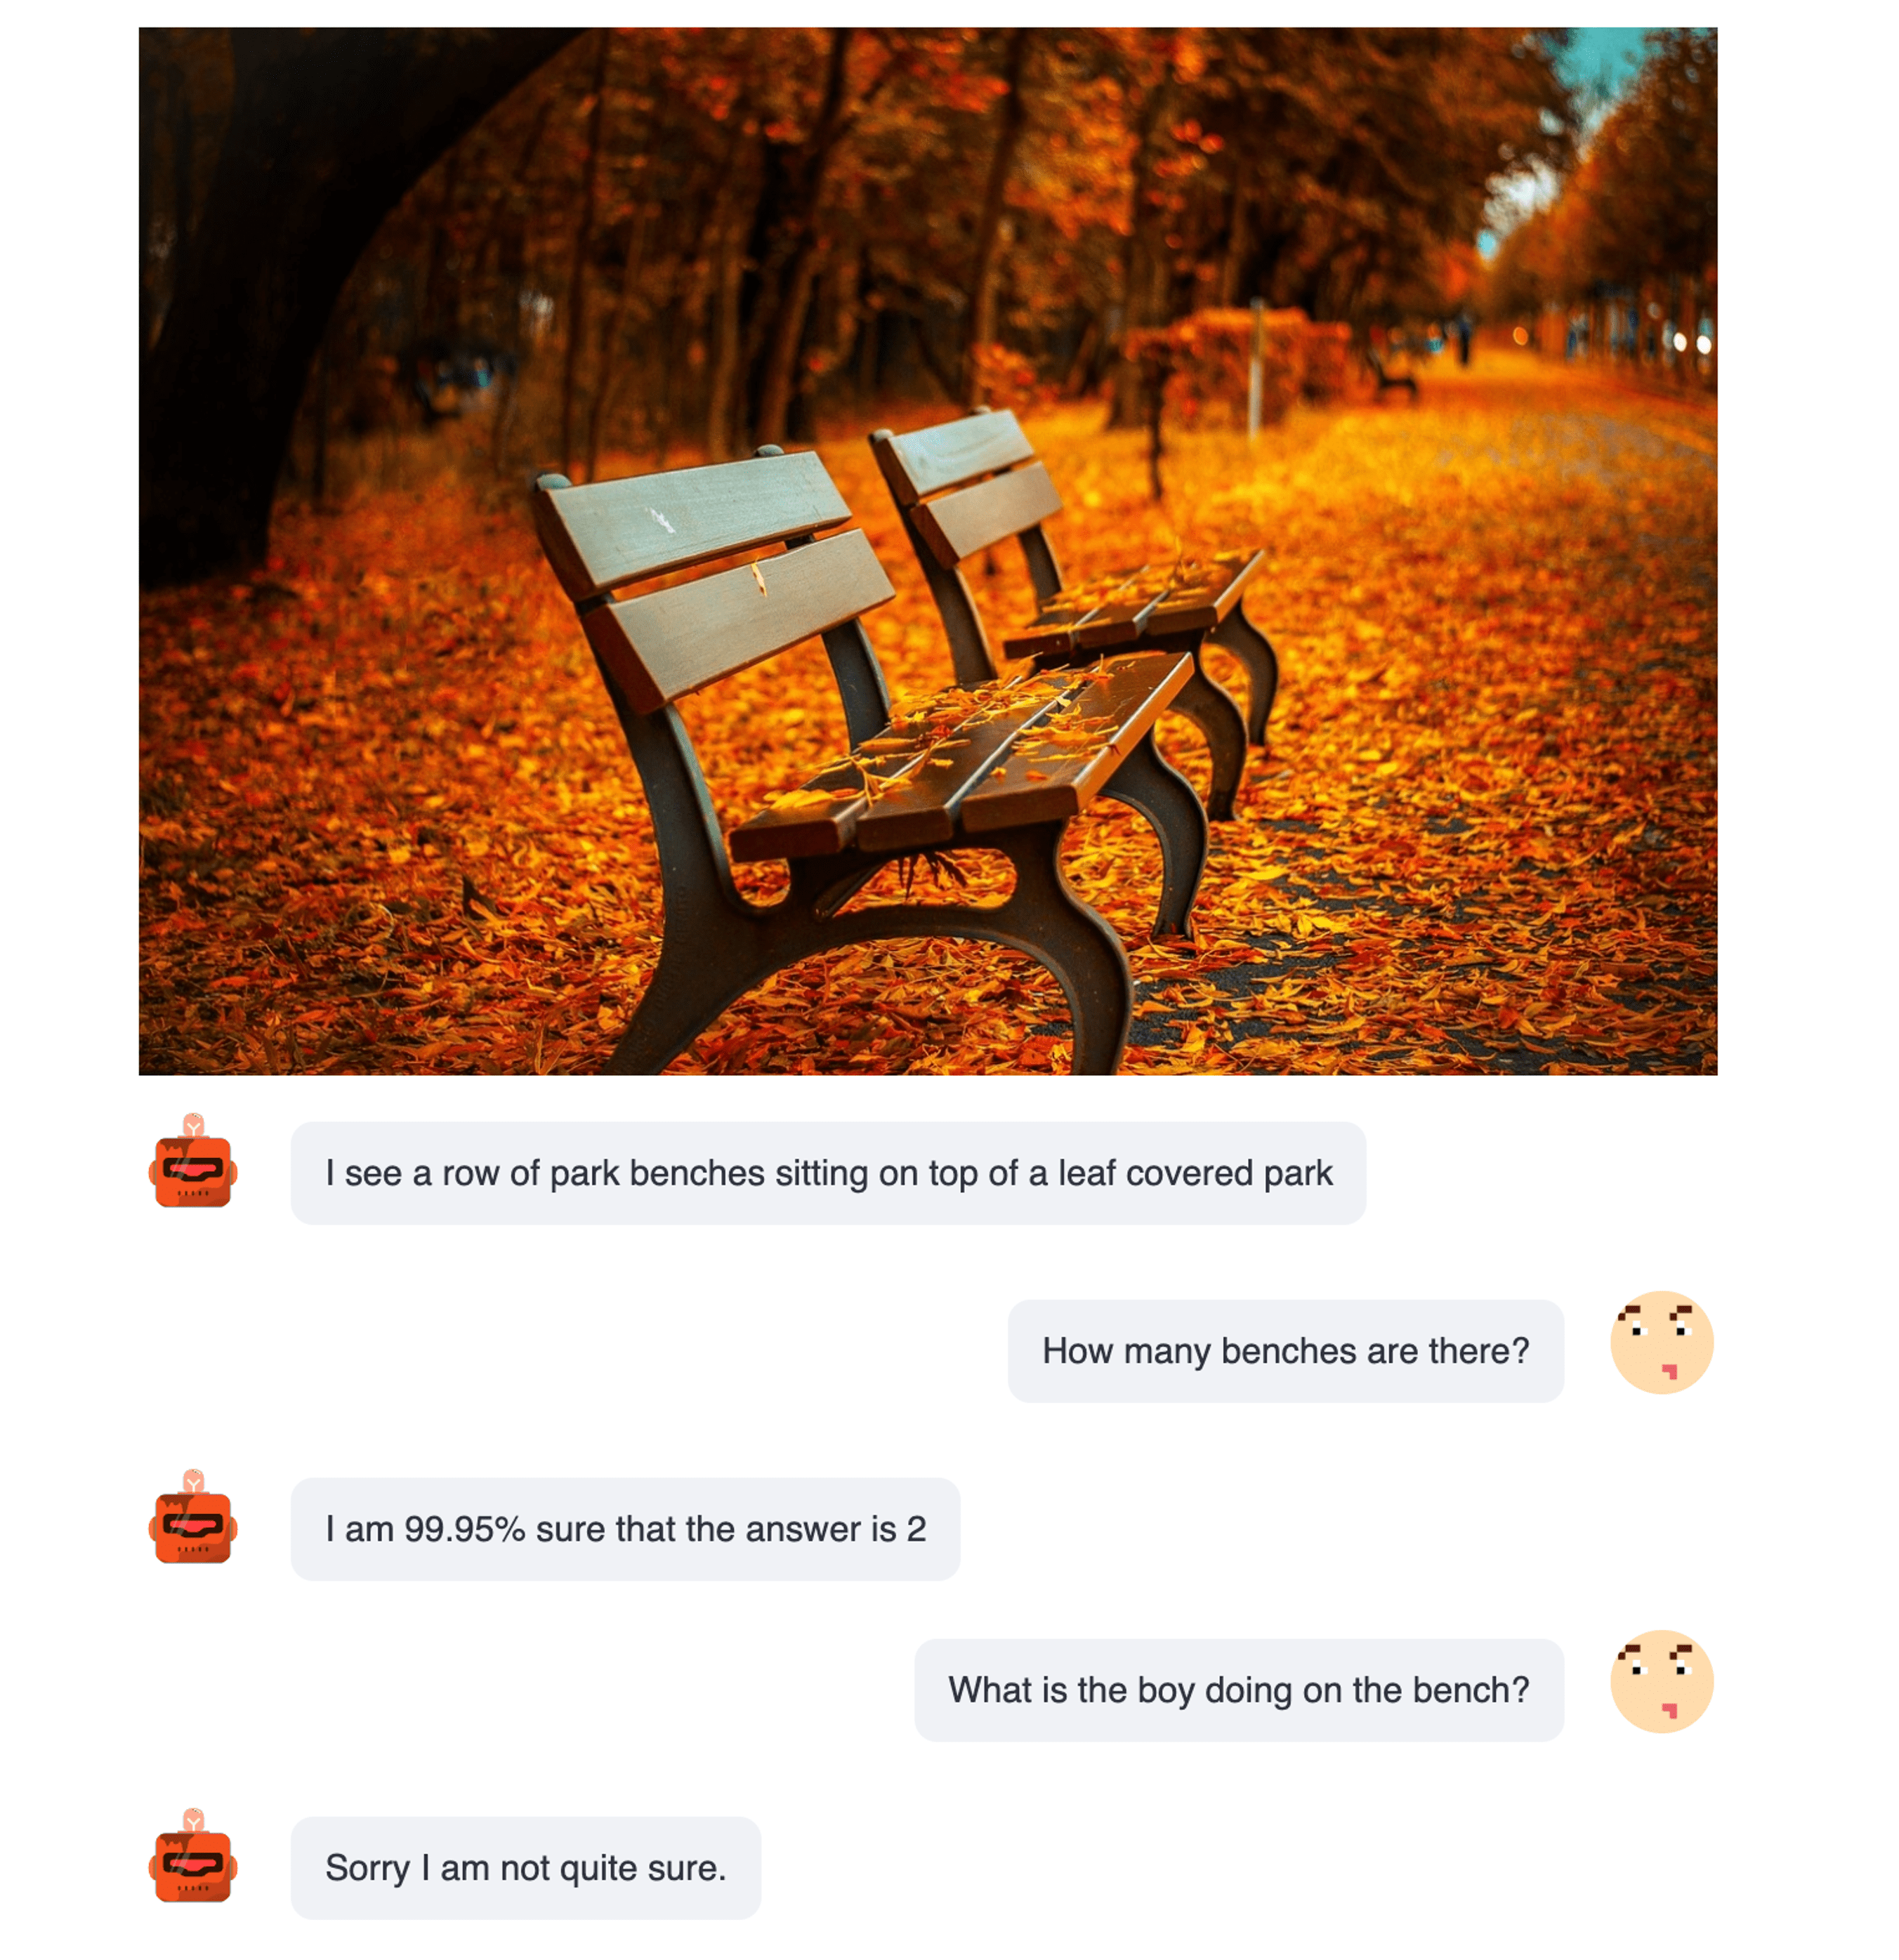 I see a row of park benches sitting on top of a leaf covered park
How many benches are there?
I am 99.95% sure that the answer is 2
What is the boy doing on the bench?
Sorry I am not quite sure.